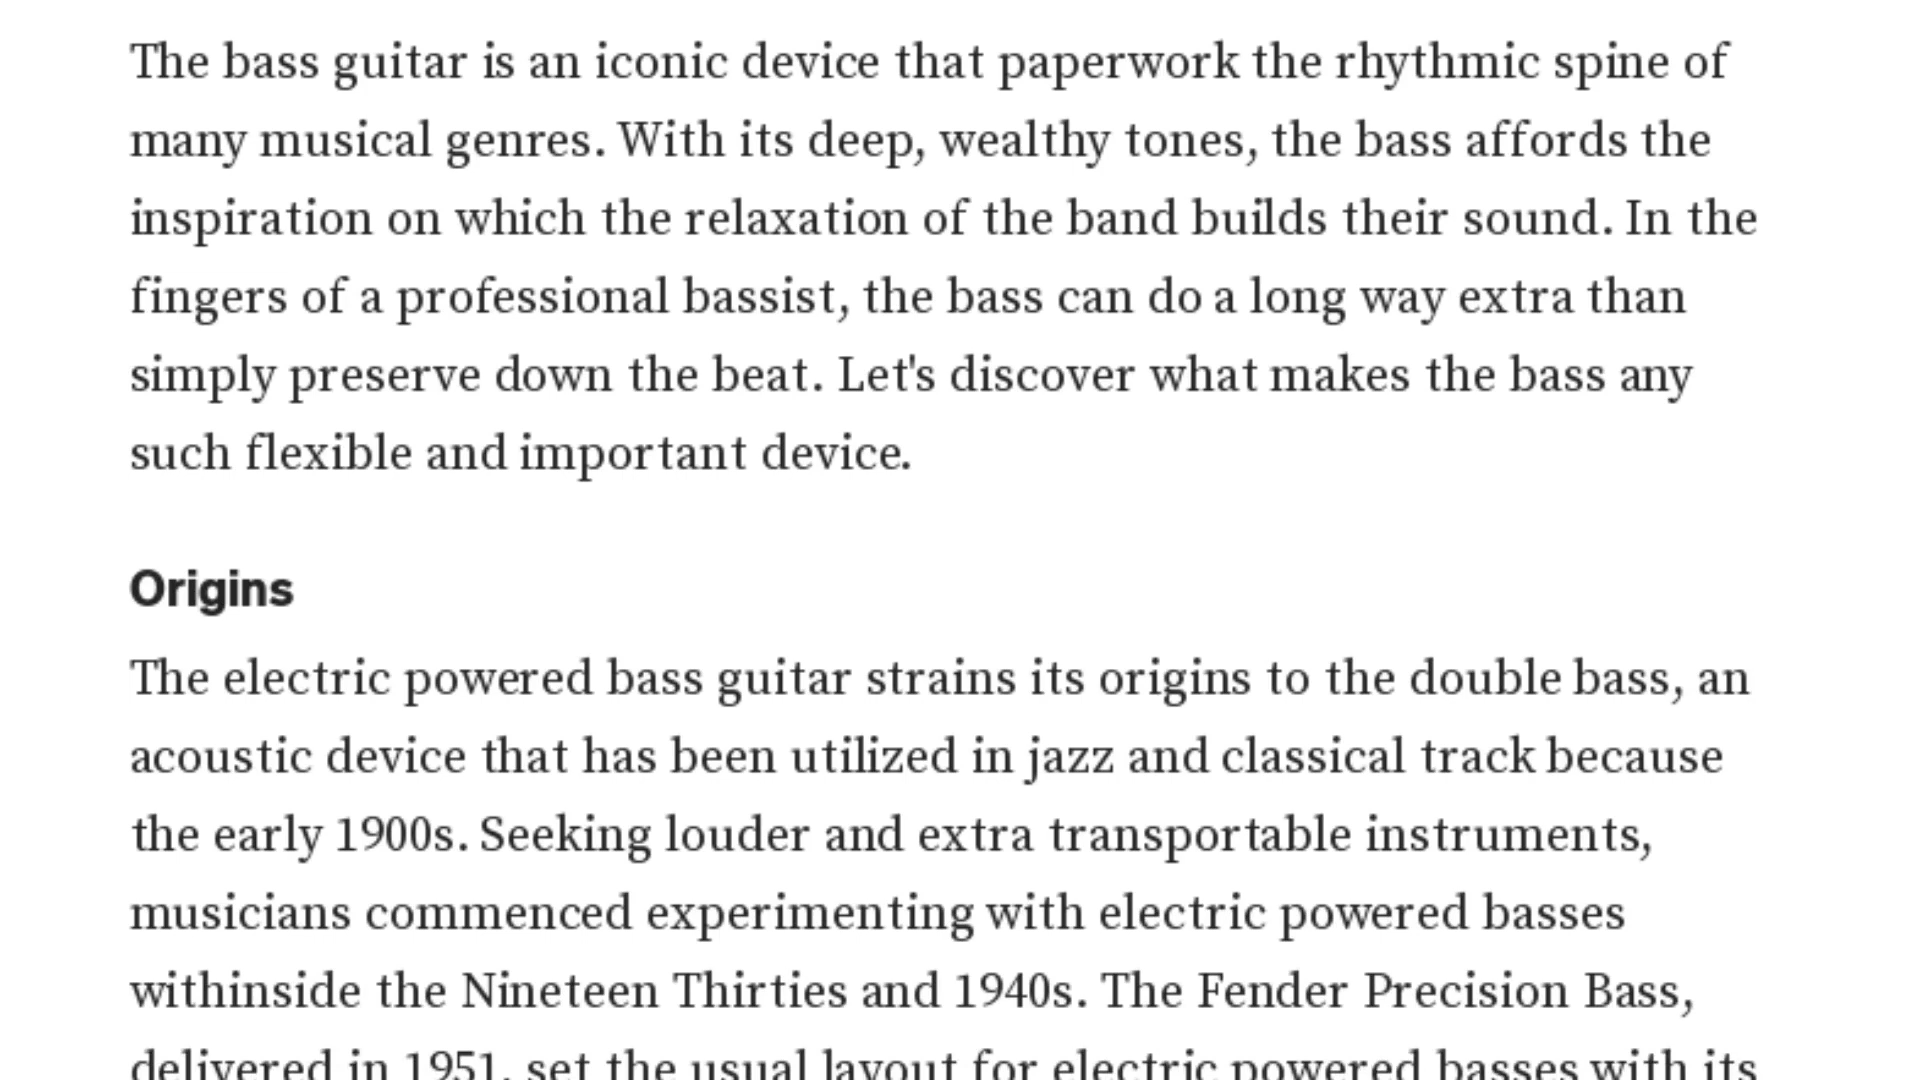 The bass guitar is an iconic device that paperwork the rhythmic spine of
many musical genres. With its deep, wealthy tones, the bass affords the
inspiration on which the relaxation of the band builds their sound. In the
fingers of a professional bassist, the bass can do a long way extra than
simply preserve down the beat. Let's discover what makes the bass any
such flexible and important device.
Origins
The electric powered bass guitar strains its origins to the double bass, an
acoustic device that has been utilized in jazz and classical track because
the early 1900s. Seeking louder and extra transportable instruments,
musicians commenced experimenting with electric powered basses
withinside the Nineteen Thirties and 1940s. The Fender Precision Bass,
delivered in 1951, set the usual layout for electric powered basses with its